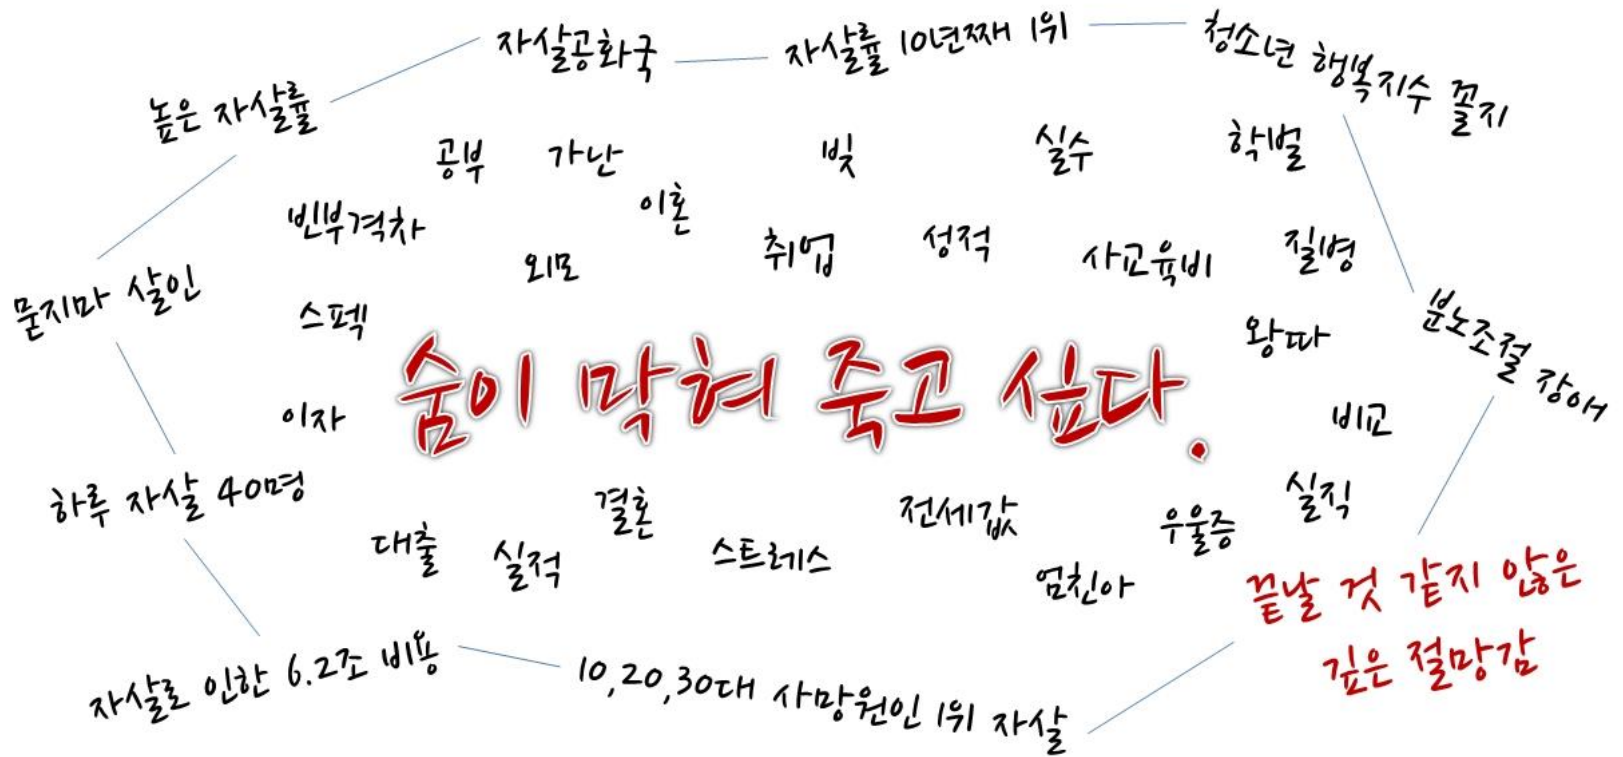 자살공화국
자살률 10년째 1위
청소년 행복지수 꼴지
높은 자살률
공부
가난
빚
실수
학벌
빈부격차
이혼
외모
취업
성적
사교육비
질병
묻지마 살인
스펙
왕따
분노조절 장애
숨이 막혀 죽고 싶다.
이자
비교
하루 자살 40명
대출
실적
결혼
스트레스
전세값
우울증
실직
엄친아
끝날 것 같지 않은
깊은 절망감
자살로 인한 6.2조 비용
10,20,30대 사망원인 1위 자살